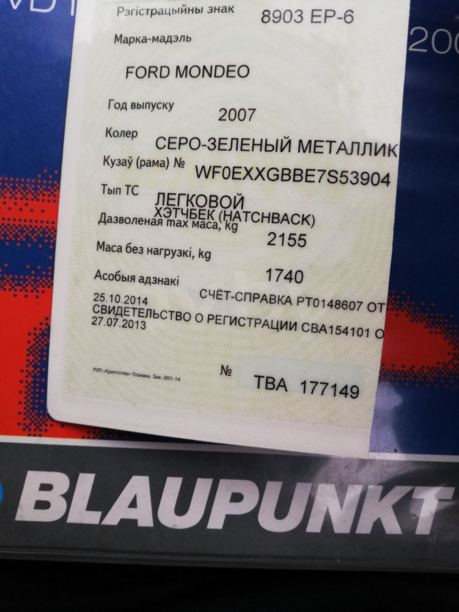 Рэгістрацыйны знак 8903 EP-6
200
Марка-мадэль
FORD MONDEO
Год выпуску 2007
Колер СЕРО-ЗЕЛЕНЫЙ МЕТАЛЛИК
Кузаў (рама) № WF0EXXGBBE7S53904
Тып ТС ЛЕГКОВОЙ
ХЭТЧБЕК (HATCHBACK)
Дазволеная max маса, kg 2155
Маса без нагрузкі, kg 1740
Асобыя адзнакі
СЧЁТ-СПРАВКА РТ0148607 ОТ
25.10.2014
СВИДЕТЕЛЬСТВО О РЕГИСТРАЦИИ СВА154101 О
27.07.2013
№ ТВА 177149
BLAUPUNKT